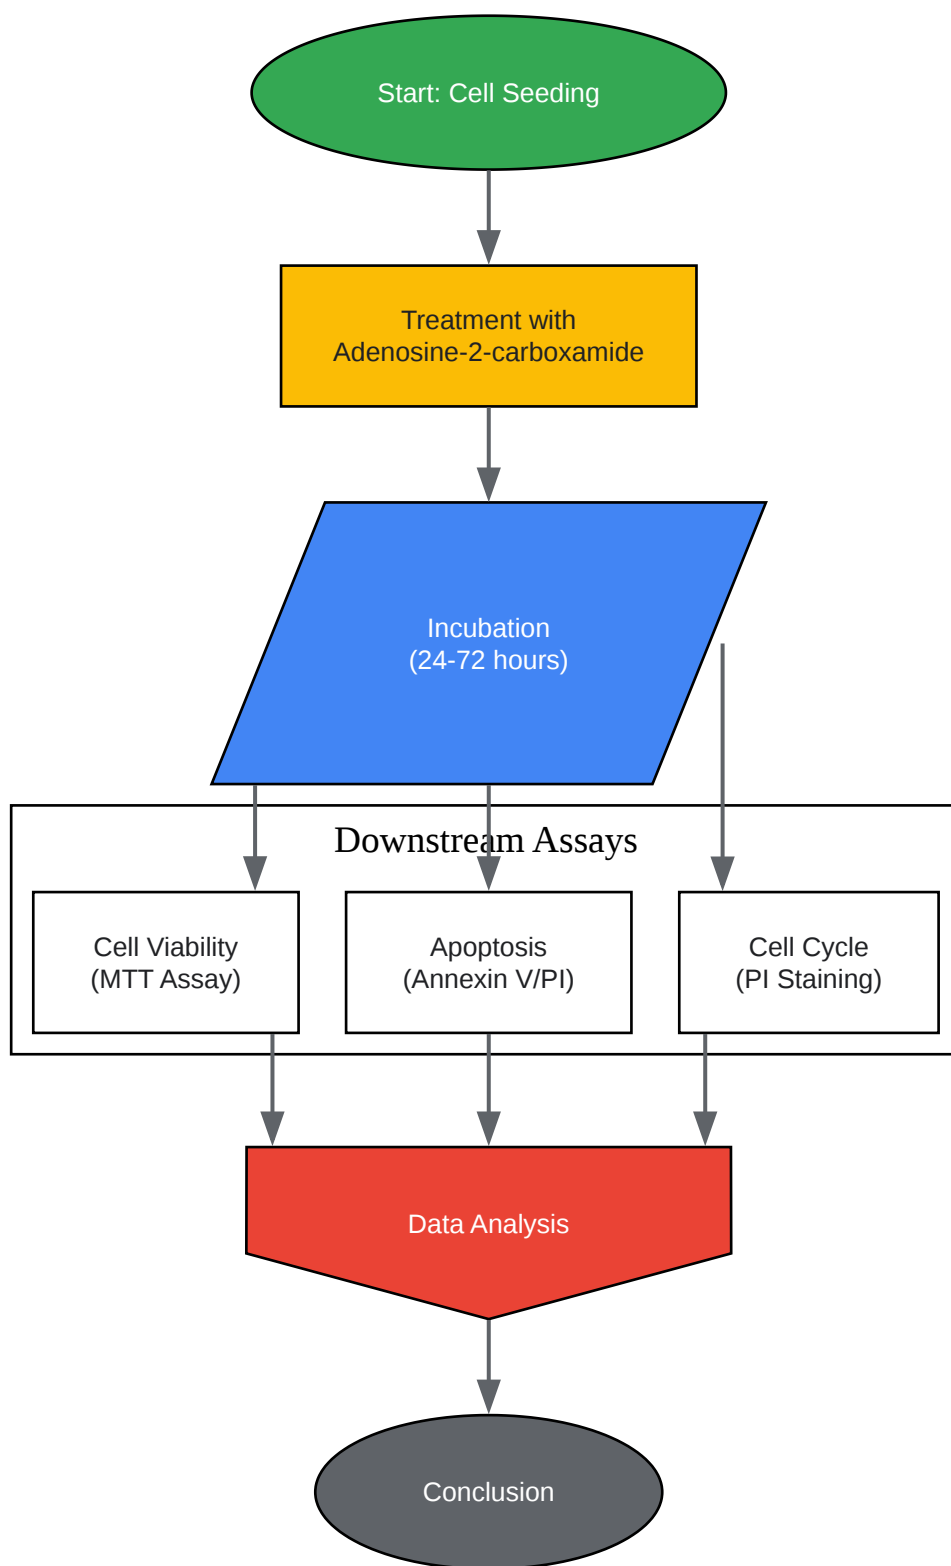 Start: Cell Seeding
Treatment with
Adenosine-2-carboxamide
Incubation
(24-72 hours)
Downstream Assays
Cell Viability
(MTT Assay)
Apoptosis
(Annexin V/PI)
Cell Cycle
(PI Staining)
Data Analysis
Conclusion